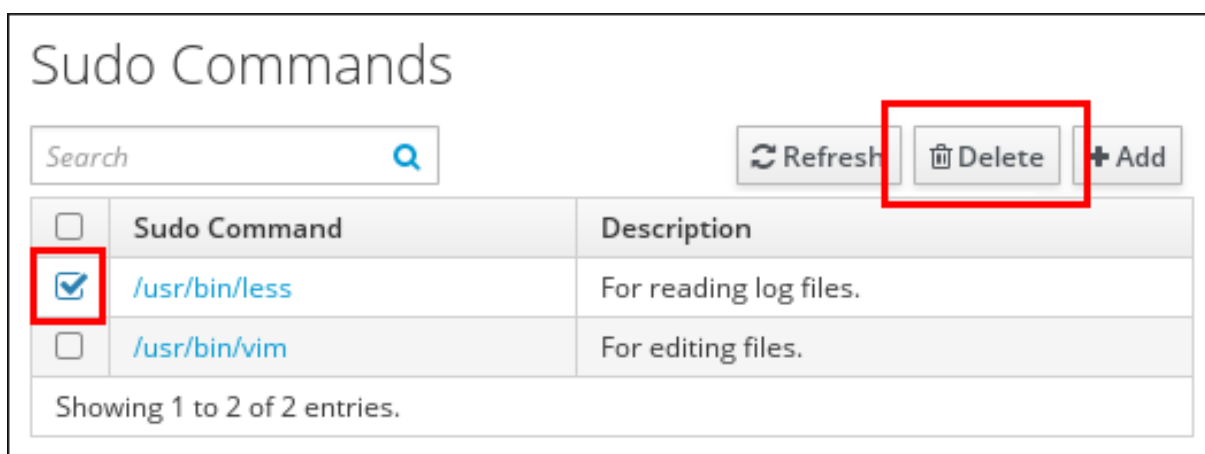 Sudo Commands
Search Refresh Delete Add
Sudo Command Description
/usr/bin/less For reading log files.
/usr/bin/vim For editing files.
Showing 1 to 2 of 2 entries.